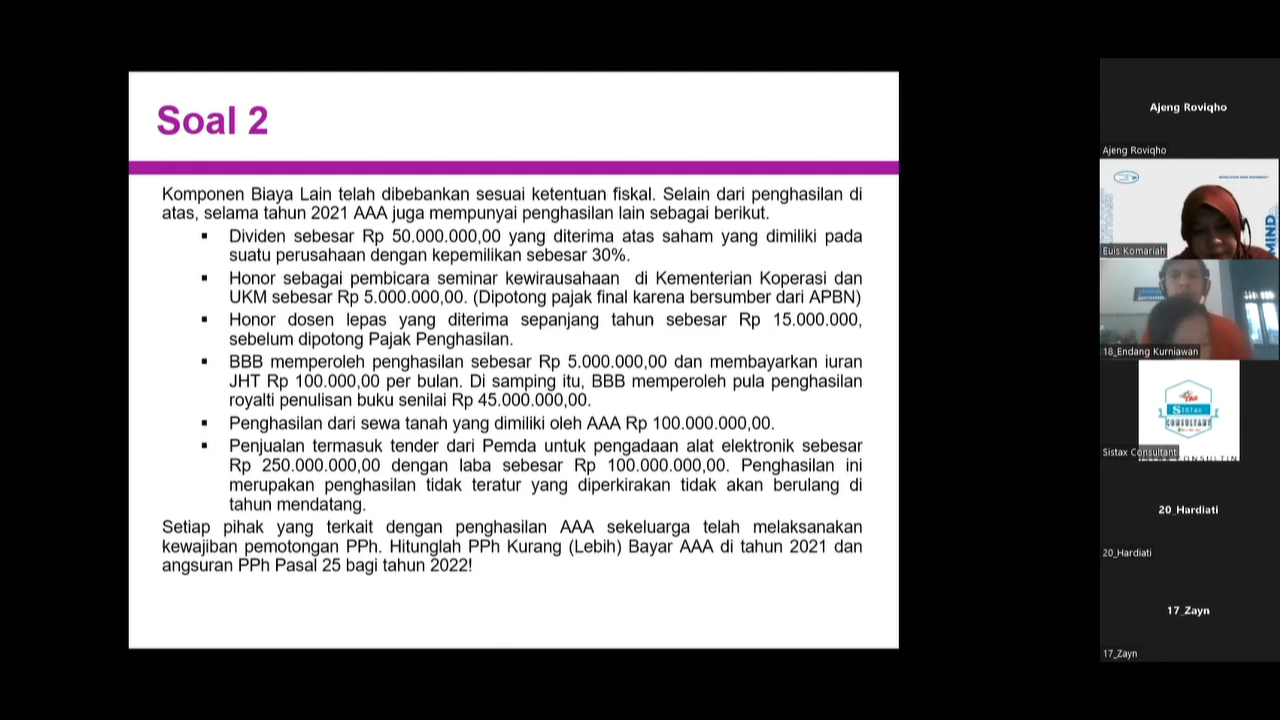 Soal 2
Komponen Biaya Lain telah dibebankan sesuai ketentuan fiskal. Selain dari penghasilan di
atas, selama tahun 2021 AAA juga mempunyai penghasilan lain sebagai berikut.
▪ Dividen sebesar Rp 50.000.000,00 yang diterima atas saham yang dimiliki pada
suatu perusahaan dengan kepemilikan sebesar 30%.
▪ Honor sebagai pembicara seminar kewirausahaan di Kementerian Koperasi dan
UKM sebesar Rp 5.000.000,00. (Dipotong pajak final karena bersumber dari APBN)
▪ Honor dosen lepas yang diterima sepanjang tahun sebesar Rp 15.000.000,
sebelum dipotong Pajak Penghasilan.
▪ BBB memperoleh penghasilan sebesar Rp 5.000.000,00 dan membayarkan iuran
JHT Rp 100.000,00 per bulan. Di samping itu, BBB memperoleh pula penghasilan
royalti penulisan buku senilai Rp 45.000.000,00.
▪ Penghasilan dari sewa tanah yang dimiliki oleh AAA Rp 100.000.000,00.
▪ Penjualan termasuk tender dari Pemda untuk pengadaan alat elektronik sebesar
Rp 250.000.000,00 dengan laba sebesar Rp 100.000.000,00. Penghasilan ini
merupakan penghasilan tidak teratur yang diperkirakan tidak akan berulang di
tahun mendatang.
Setiap pihak yang terkait dengan penghasilan AAA sekeluarga telah melaksanakan
kewajiban pemotongan PPh. Hitunglah PPh Kurang (Lebih) Bayar AAA di tahun 2021 dan
angsuran PPh Pasal 25 bagi tahun 2022!
Ajeng Roviqho
Ajeng Roviqho
MIND
Euis Komariah
18_Endang Kurniawan
SISTAX
CONSULTANT
Sistax Consultant
20_Hardiati
20_Hardiati
17_Zayn
17_Zayn